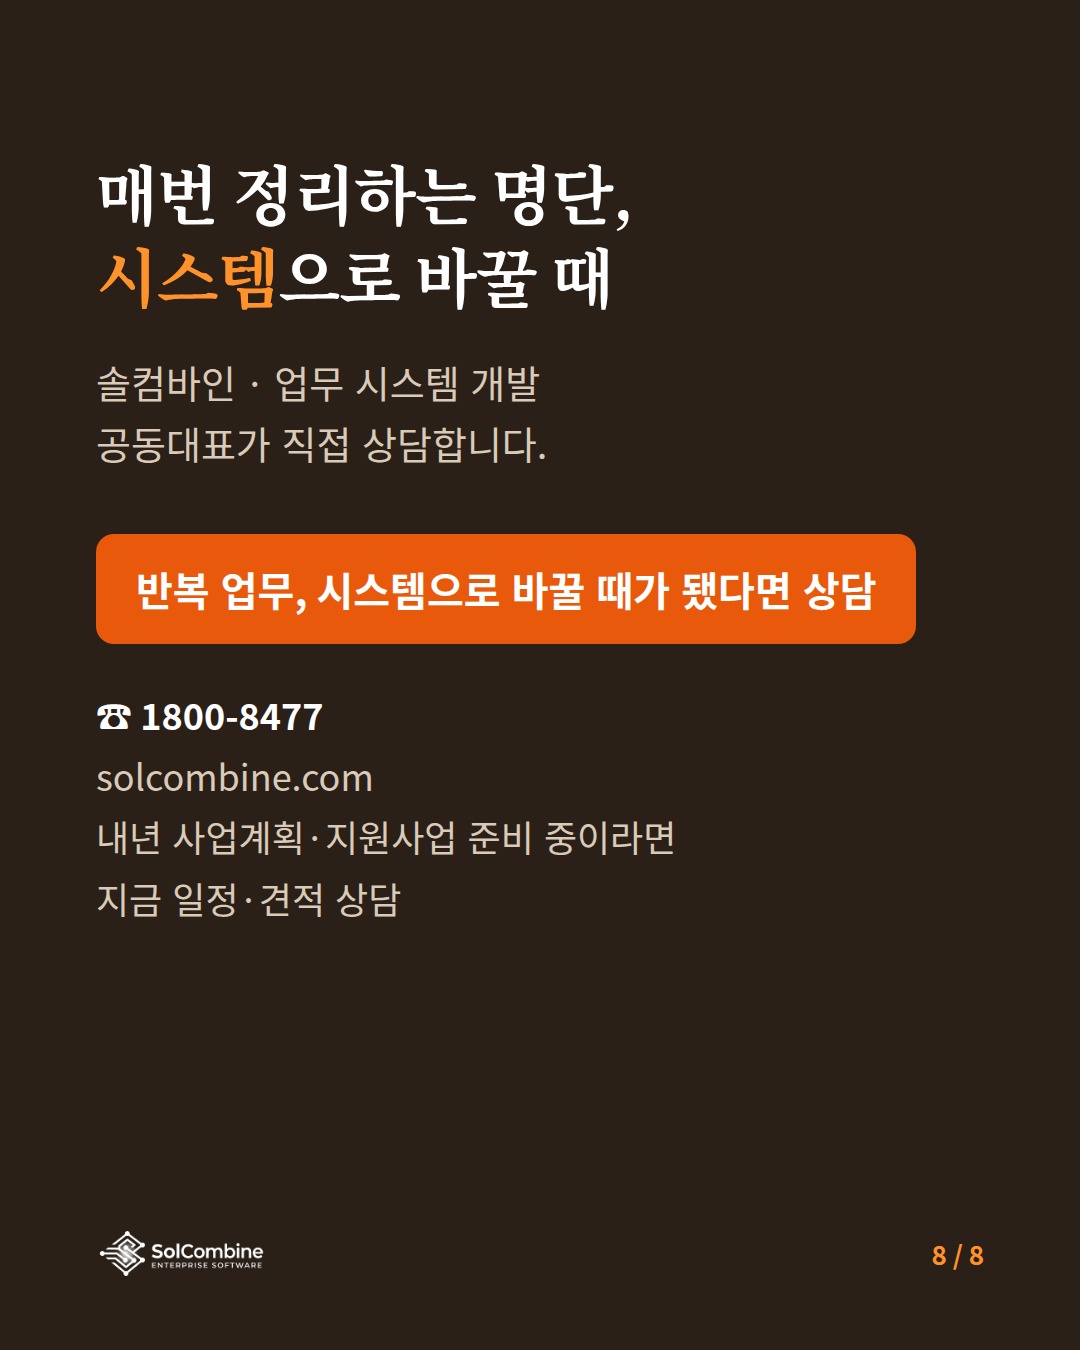 매번 정리하는 명단,
시스템으로 바꿀 때
솔컴바인 · 업무 시스템 개발
공동대표가 직접 상담합니다.
반복 업무, 시스템으로 바꿀 때가 됐다면 상담
☎ 1800-8477
solcombine.com
내년 사업계획·지원사업 준비 중이라면
지금 일정·견적 상담
SolCombine
ENTERPRISE SOFTWARE
8 / 8